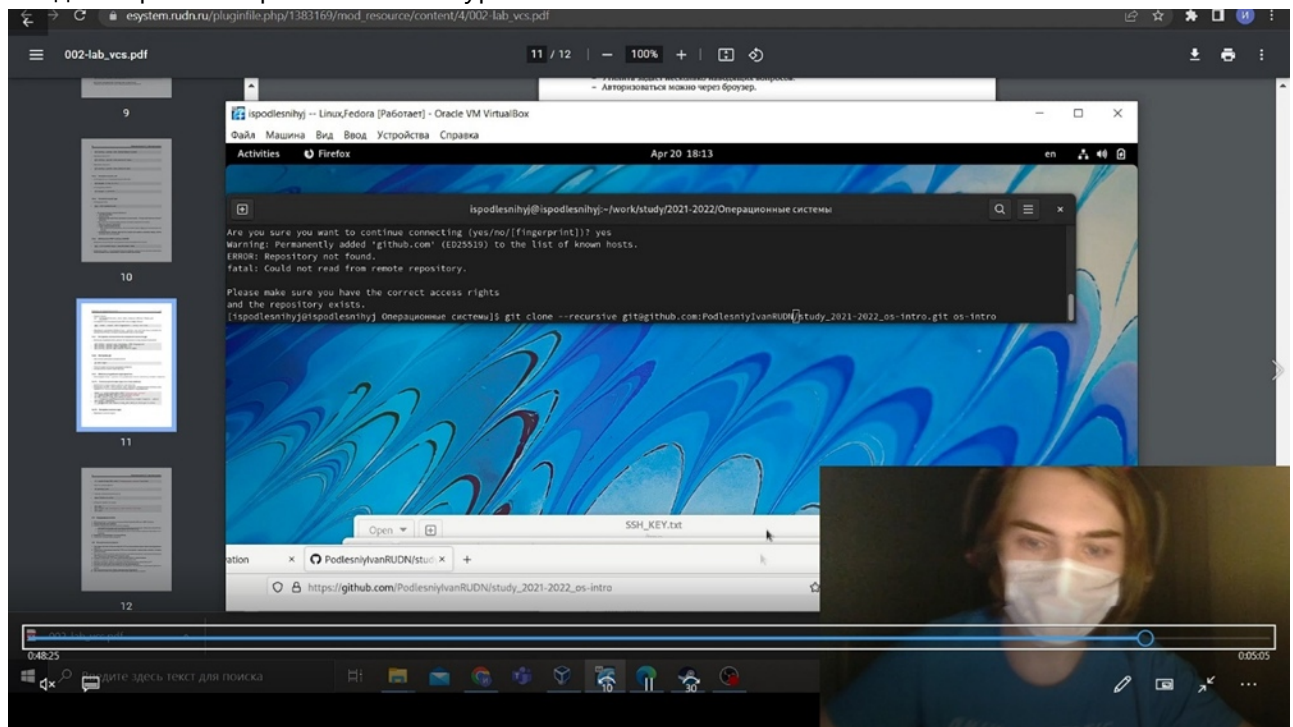 esystem.rudn.ru/pluginfile.php/1383169/mod_resource/content/4/002-lab_vcs.pdf
002-lab_vcs.pdf
11 / 12 | − 100% + |
9
10
11
12
– Авторизоваться можно через броузер.
ispodlesnihyj -- Linux,Fedora [Работает] - Oracle VM VirtualBox
Файл Машина Вид Ввод Устройства Справка
Activities Firefox Apr 20 18:13 en
ispodlesnihyj@ispodlesnihyj:~/work/study/2021-2022/Операционные системы
Are you sure you want to continue connecting (yes/no/[fingerprint])? yes
Warning: Permanently added 'github.com' (ED25519) to the list of known hosts.
ERROR: Repository not found.
fatal: Could not read from remote repository.
Please make sure you have the correct access rights
and the repository exists.
[ispodlesnihyj@ispodlesnihyj Операционные системы]$ git clone --recursive git@github.com:PodlesniyIvanRUDN/study_2021-2022_os-intro.git os-intro
Open SSH_KEY.txt
ation × PodlesniyIvanRUDN/stud × +
https://github.com/PodlesniyIvanRUDN/study_2021-2022_os-intro
002-lab_vcs.pdf
0:48:25 0:05:05
Введите здесь текст для поиска
10 30